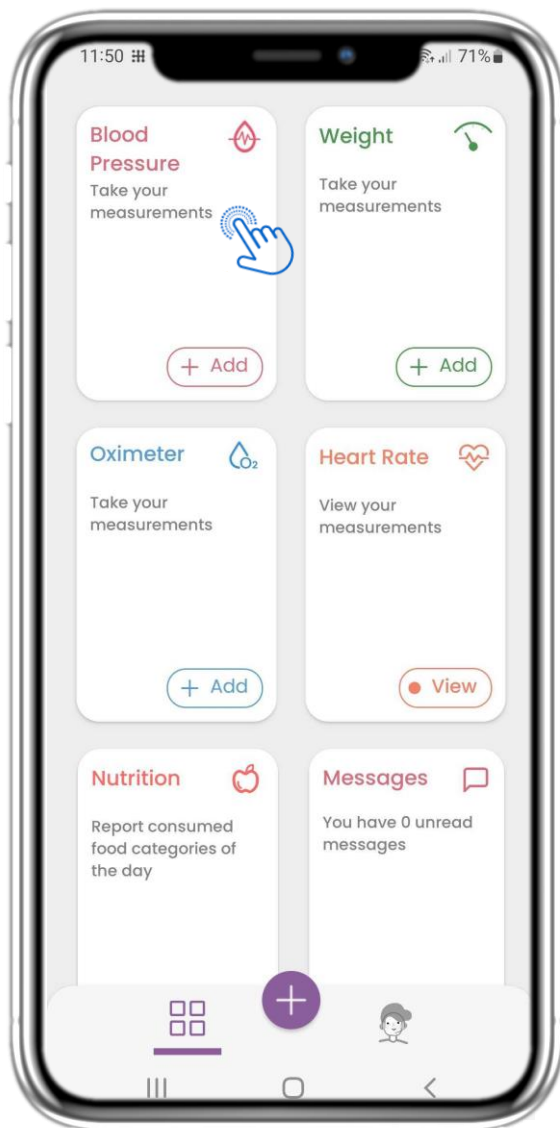 11:50
71%
Blood
Pressure
Take your
measurements
+ Add
Weight
Take your
measurements
+ Add
Oximeter
O2
Take your
measurements
+ Add
Heart Rate
View your
measurements
View
Nutrition
Report consumed
food categories of
the day
Messages
You have 0 unread
messages